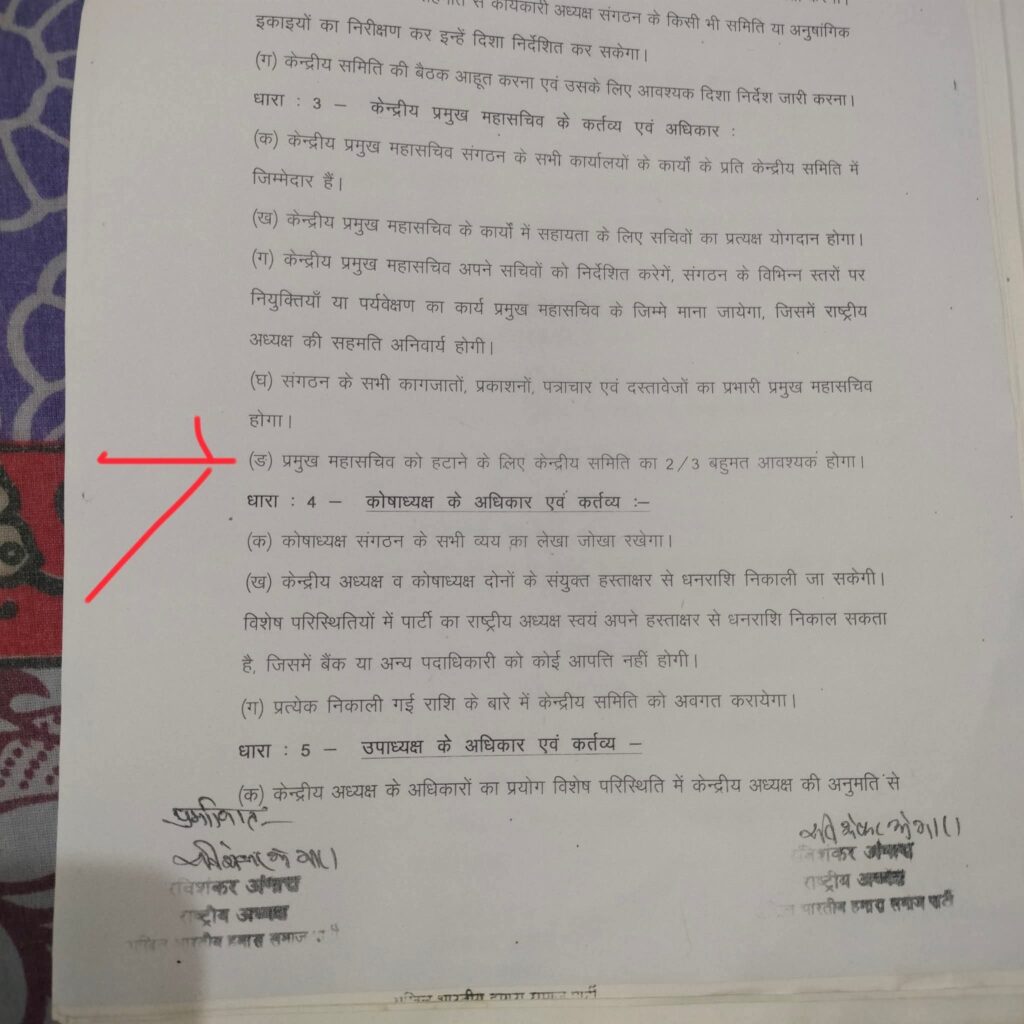 से कार्यकारी अध्यक्ष संगठन के किसी भी समिति या अनुषांगिक
इकाइयों का निरीक्षण कर इन्हें दिशा निर्देशित कर सकेगा।
(ग) केन्द्रीय समिति की बैठक आहूत करना एवं उसके लिए आवश्यक दिशा निर्देश जारी करना।
धारा : 3 – केन्द्रीय प्रमुख महासचिव के कर्तव्य एवं अधिकार :
(क) केन्द्रीय प्रमुख महासचिव संगठन के सभी कार्यालयों के कार्यों के प्रति केन्द्रीय समिति में
जिम्मेदार हैं।
(ख) केन्द्रीय प्रमुख महासचिव के कार्यों में सहायता के लिए सचिवों का प्रत्यक्ष योगदान होगा।
(ग) केन्द्रीय प्रमुख महासचिव अपने सचिवों को निर्देशित करेगें, संगठन के विभिन्न स्तरों पर
नियुक्तियाँ या पर्यवेक्षण का कार्य प्रमुख महासचिव के जिम्मे माना जायेगा, जिसमें राष्ट्रीय
अध्यक्ष की सहमति अनिवार्य होगी।
(घ) संगठन के सभी कागजातों, प्रकाशनों, पत्राचार एवं दस्तावेजों का प्रभारी प्रमुख महासचिव
होगा।
(ड) प्रमुख महासचिव को हटाने के लिए केन्द्रीय समिति का 2/3 बहुमत आवश्यक होगा।
धारा : 4 – कोषाध्यक्ष के अधिकार एवं कर्तव्य :–
(क) कोषाध्यक्ष संगठन के सभी व्यय का लेखा जोखा रखेगा।
(ख) केन्द्रीय अध्यक्ष व कोषाध्यक्ष दोनों के संयुक्त हस्ताक्षर से धनराशि निकाली जा सकेगी।
विशेष परिस्थितियों में पार्टी का राष्ट्रीय अध्यक्ष स्वयं अपने हस्ताक्षर से धनराशि निकाल सकता
है, जिसमें बैंक या अन्य पदाधिकारी को कोई आपत्ति नहीं होगी।
(ग) प्रत्येक निकाली गई राशि के बारे में केन्द्रीय समिति को अवगत करायेगा।
धारा : 5 – उपाध्यक्ष के अधिकार एवं कर्तव्य –
(क) केन्द्रीय अध्यक्ष के अधिकारों का प्रयोग विशेष परिस्थिति में केन्द्रीय अध्यक्ष की अनुमति से
राष्ट्रीय अध्यक्ष
राष्ट्रीय अध्यक्ष